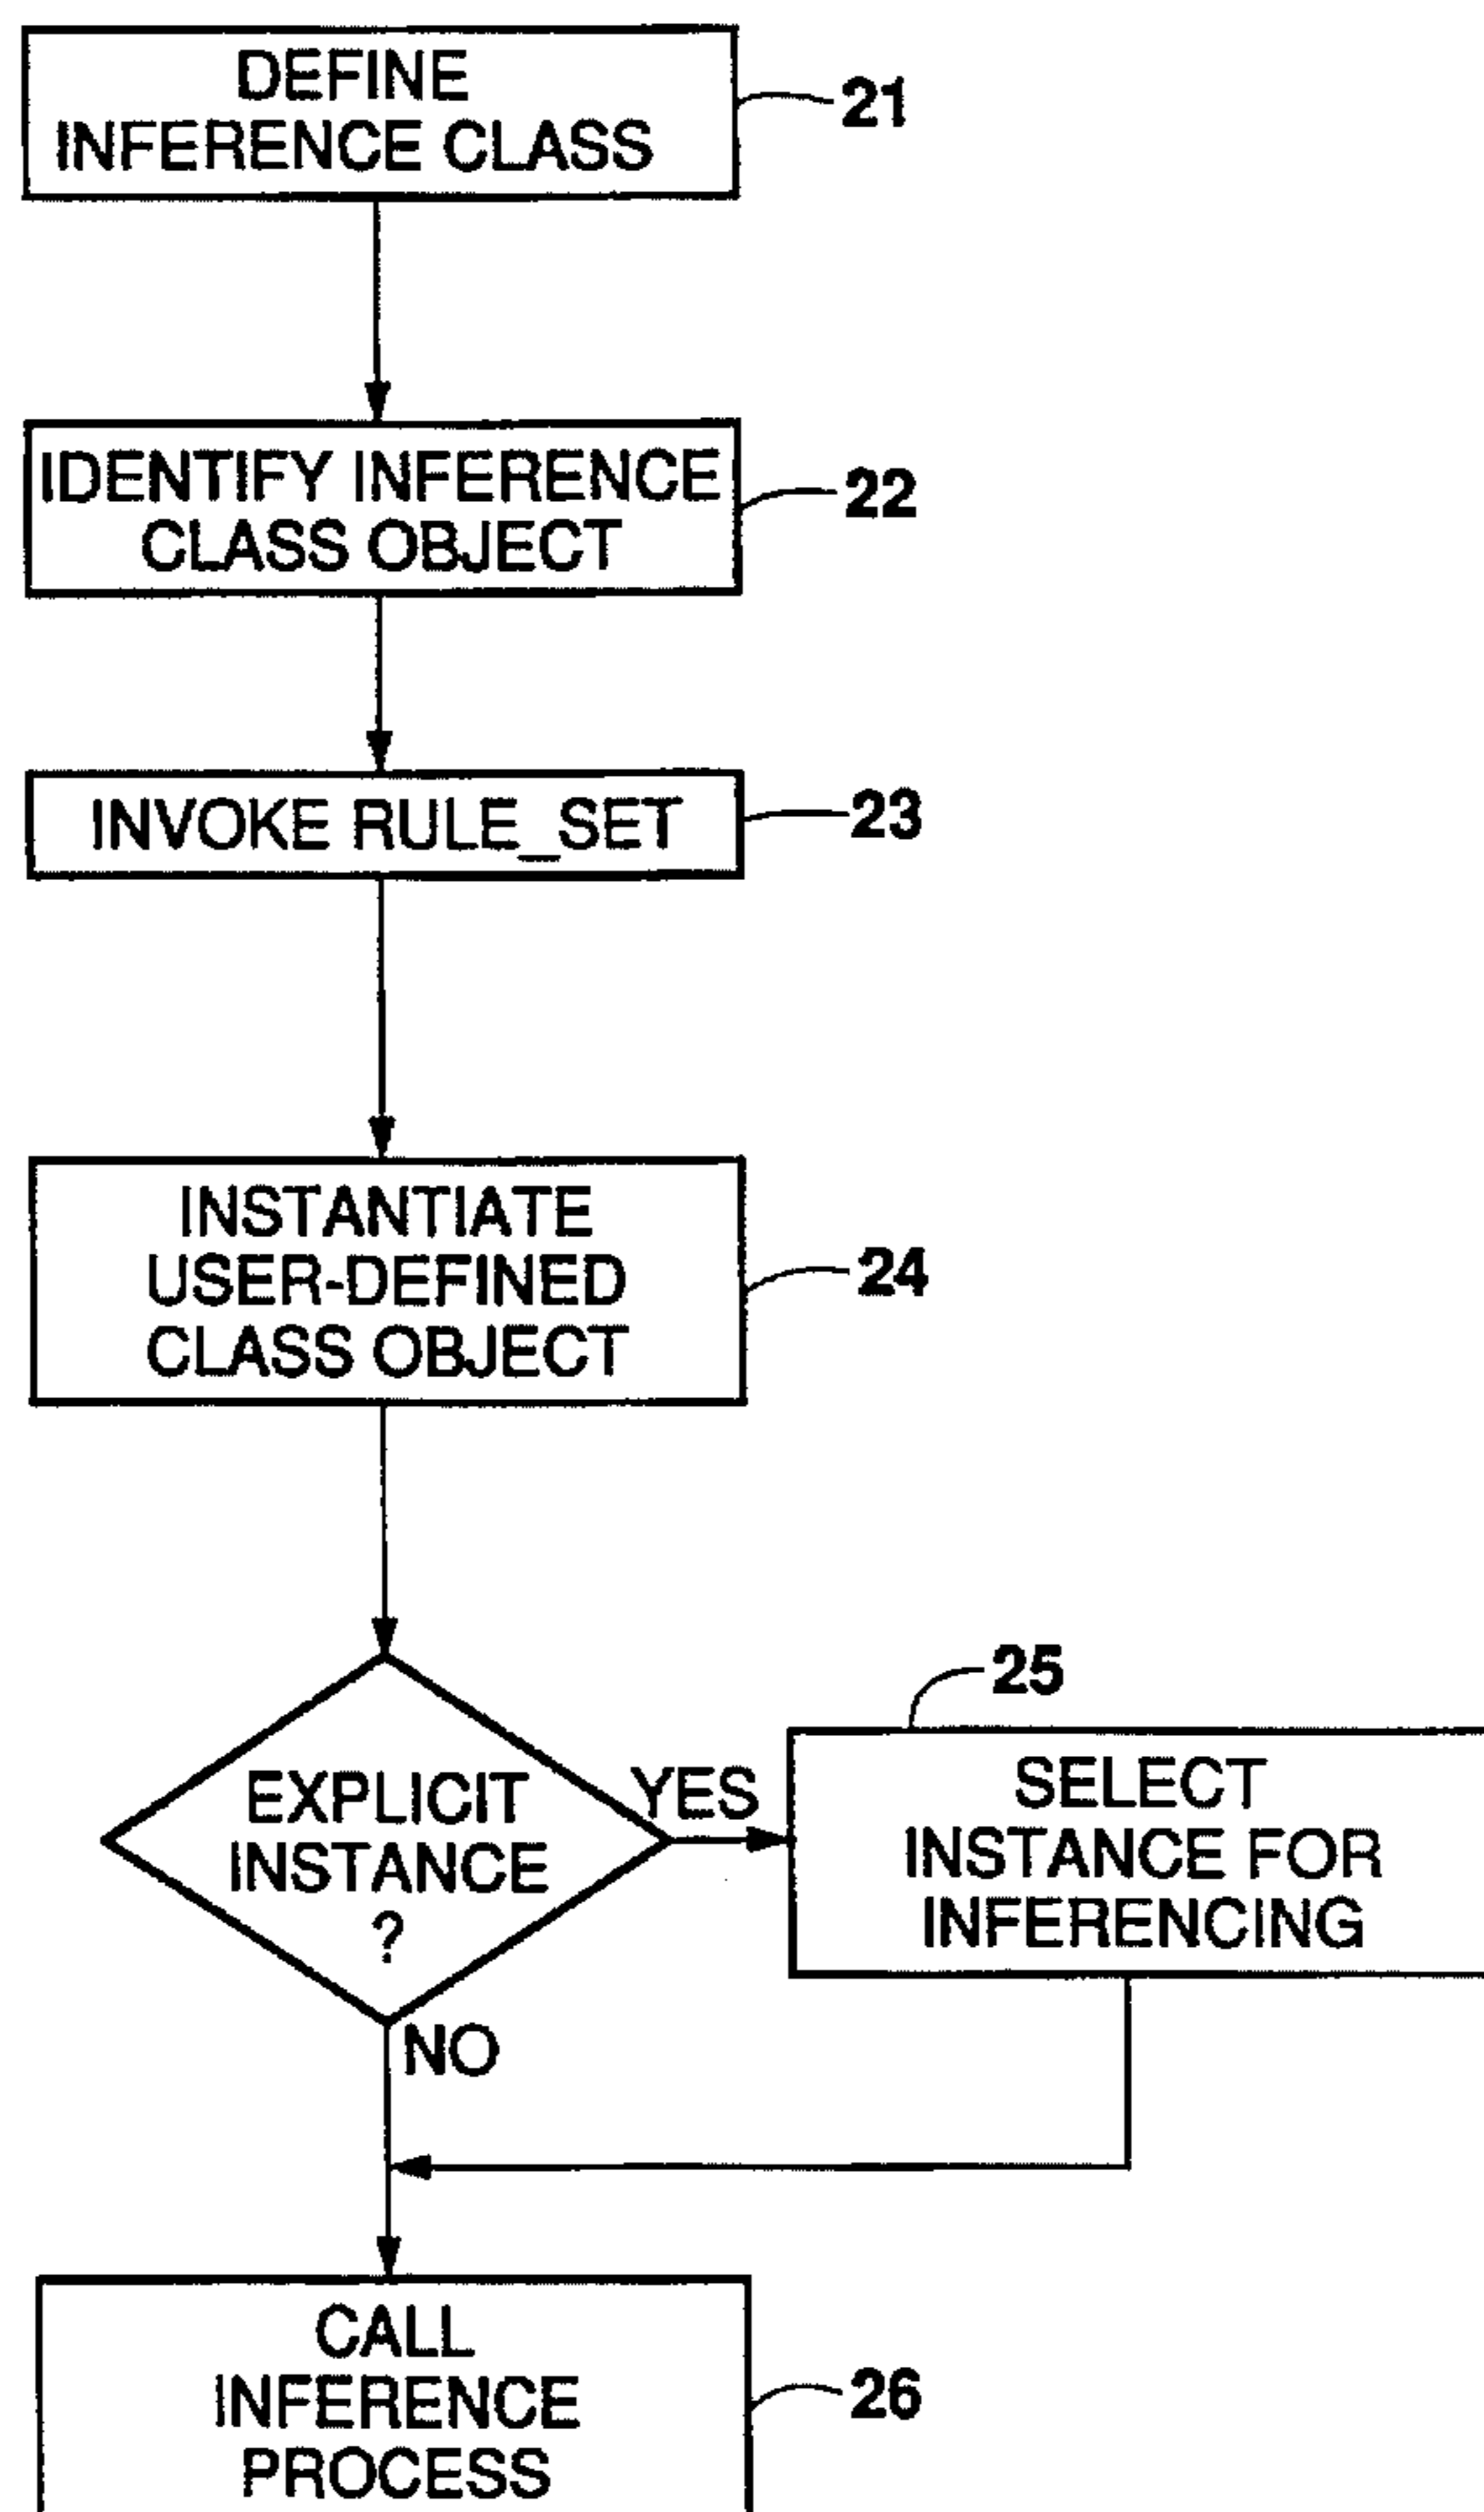 DEFINE
INFERENCE CLASS
21
IDENTIFY INFERENCE
CLASS OBJECT
22
INVOKE RULE_SET
23
INSTANTIATE
USER-DEFINED
CLASS OBJECT
24
25
EXPLICIT
INSTANCE
?
YES
SELECT
INSTANCE FOR
INFERENCING
NO
CALL
INFERENCE
PROCESS
26